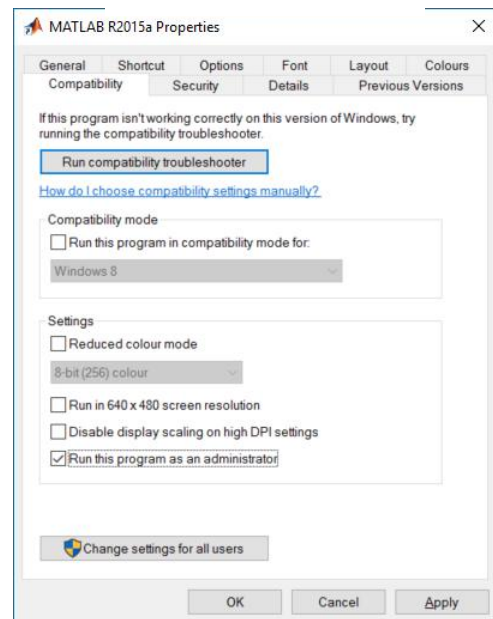 MATLAB R2015a Properties
General Shortcut Options Font Layout Colours
Compatibility Security Details Previous Versions
If this program isn't working correctly on this version of Windows, try
running the compatibility troubleshooter.
Run compatibility troubleshooter
How do I choose compatibility settings manually?
Compatibility mode
Run this program in compatibility mode for:
Windows 8
Settings
Reduced colour mode
8-bit (256) colour
Run in 640 x 480 screen resolution
Disable display scaling on high DPI settings
Run this program as an administrator
Change settings for all users
OK Cancel Apply